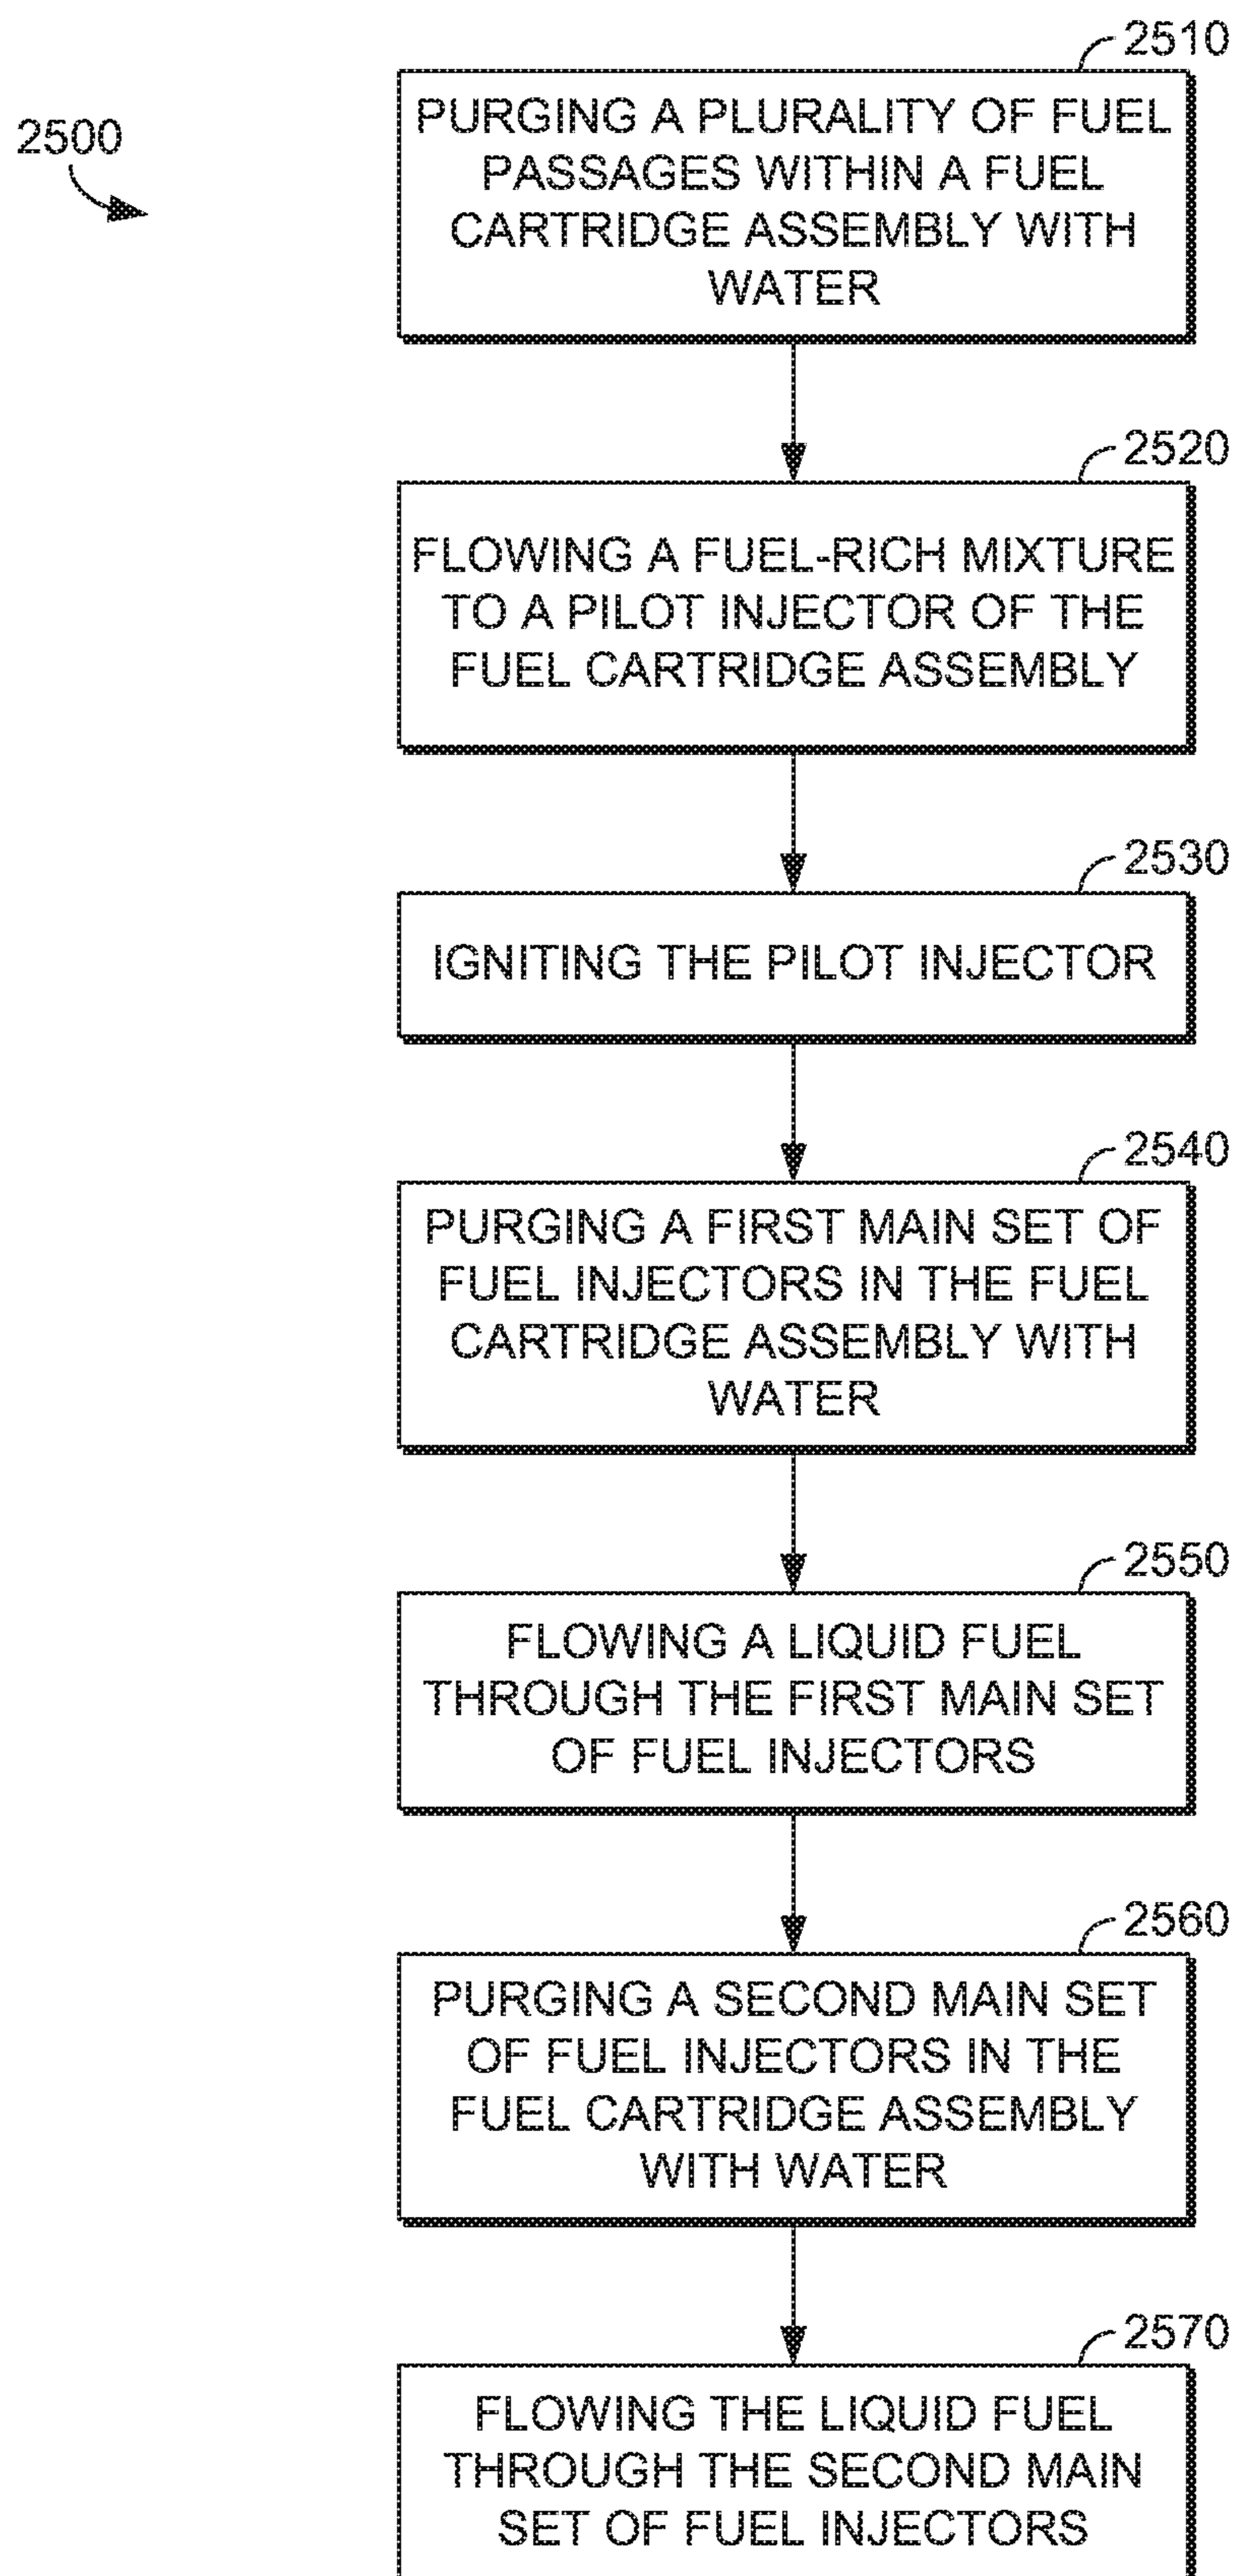 2500
2510
PURGING A PLURALITY OF FUEL
PASSAGES WITHIN A FUEL
CARTRIDGE ASSEMBLY WITH
WATER
2520
FLOWING A FUEL-RICH MIXTURE
TO A PILOT INJECTOR OF THE
FUEL CARTRIDGE ASSEMBLY
2530
IGNITING THE PILOT INJECTOR
2540
PURGING A FIRST MAIN SET OF
FUEL INJECTORS IN THE FUEL
CARTRIDGE ASSEMBLY WITH
WATER
2550
FLOWING A LIQUID FUEL
THROUGH THE FIRST MAIN SET
OF FUEL INJECTORS
2560
PURGING A SECOND MAIN SET
OF FUEL INJECTORS IN THE
FUEL CARTRIDGE ASSEMBLY
WITH WATER
2570
FLOWING THE LIQUID FUEL
THROUGH THE SECOND MAIN
SET OF FUEL INJECTORS